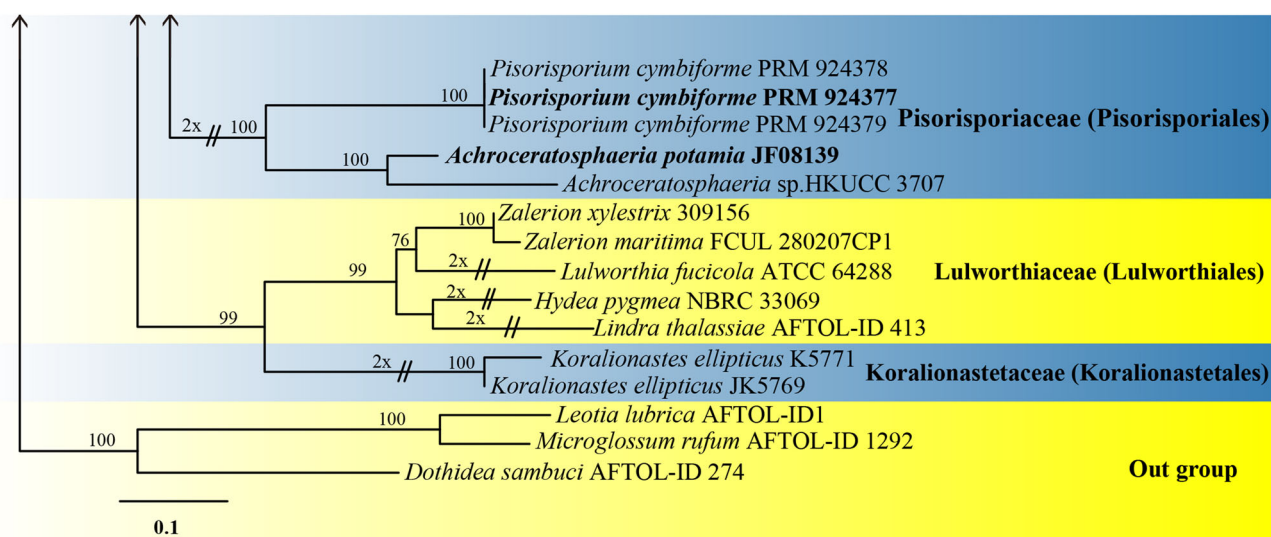 Pisorisporium cymbiforme PRM 924378
100
Pisorisporium cymbiforme PRM 924377
Pisorisporium cymbiforme PRM 924379
Pisorisporiaceae (Pisorisporiales)
2x
100
100
Achroceratosphaeria potamia JF08139
Achroceratosphaeria sp.HKUCC 3707
100
Zalerion xylestrix 309156
76
Zalerion maritima FCUL 280207CP1
99
2x
Lulworthia fucicola ATCC 64288
Lulworthiaceae (Lulworthiales)
2x
Hydea pygmea NBRC 33069
99
2x
Lindra thalassiae AFTOL-ID 413
2x
100
Koralionastes ellipticus K5771
Koralionastetaceae (Koralionastetales)
Koralionastes ellipticus JK5769
100
Leotia lubrica AFTOL-ID1
100
Microglossum rufum AFTOL-ID 1292
Dothidea sambuci AFTOL-ID 274
Out group
0.1